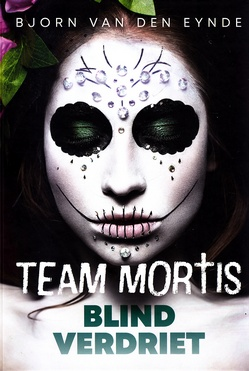 BJORN VAN DEN EYNDE
TEAM MORTIS
BLIND
VERDRIET